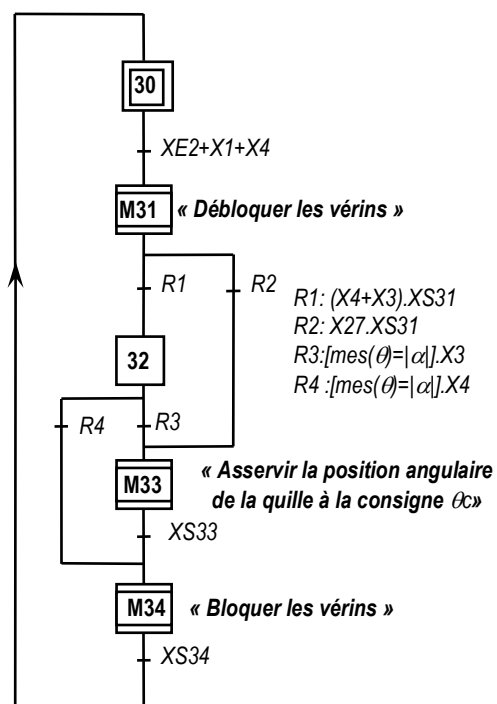 30
XE2+X1+X4
M31 « Débloquer les vérins »
R1 R2
R1: (X4+X3).XS31
R2: X27.XS31
R3:[mes(θ)=|α|].X3
R4 :[mes(θ)=|α|].X4
32
R4 R3
M33 « Asservir la position angulaire
de la quille à la consigne θc»
XS33
M34 « Bloquer les vérins »
XS34